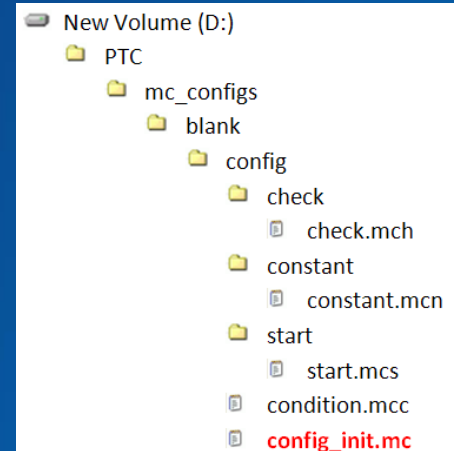 New Volume (D:)
PTC
mc_configs
blank
config
check
check.mch
constant
constant.mcn
start
start.mcs
condition.mcc
config_init.mc